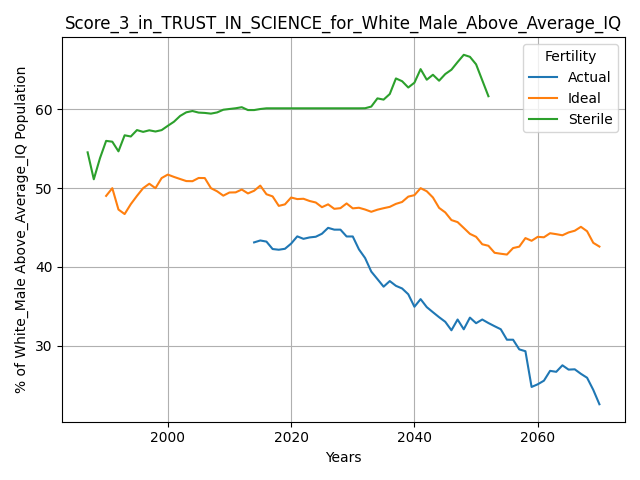 Score_3_in_TRUST_IN_SCIENCE_for_White_Male_Above_Average_IQ
% of White_Male Above_Average_IQ Population
60
50
40
30
Fertility
Actual
Ideal
Sterile
2000 2020 2040 2060
Years